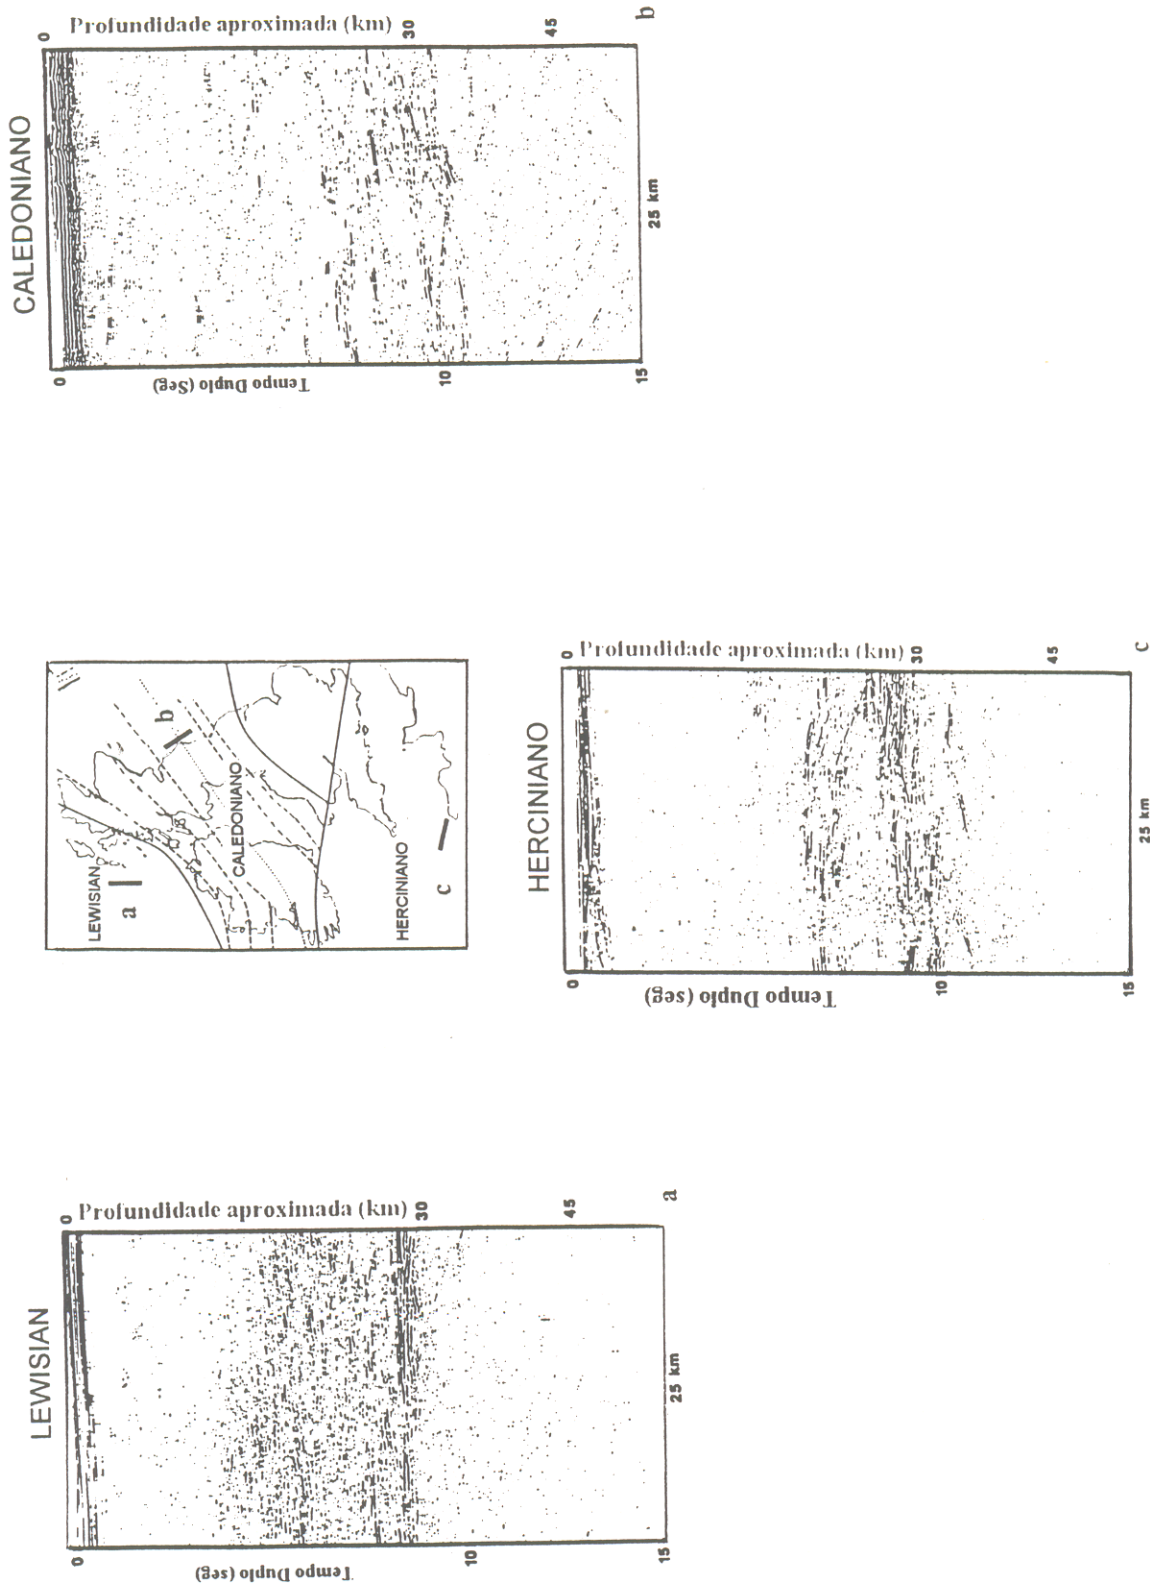 LEWISIAN
0
Profundidade aproximada (km)
30
45
a
0
Tempo Duplo (seg)
10
15
25 km
LEWISIAN
a
CALEDONIANO
b
HERCINIANO
c
HERCINIANO
0
Profundidade aproximada (km)
30
45
c
0
Tempo Duplo (seg)
10
15
25 km
CALEDONIANO
0
Profundidade aproximada (km)
30
45
b
0
Tempo Duplo (Seg)
10
15
25 km